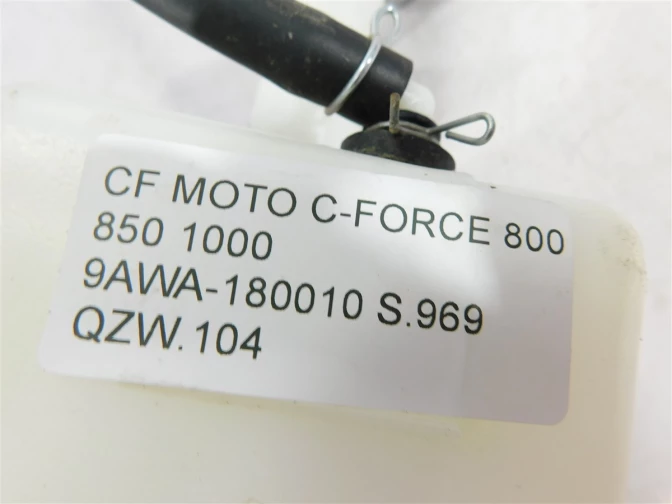 CF MOTO C-FORCE 800
850 1000
9AWA-180010 S.969
QZW.104